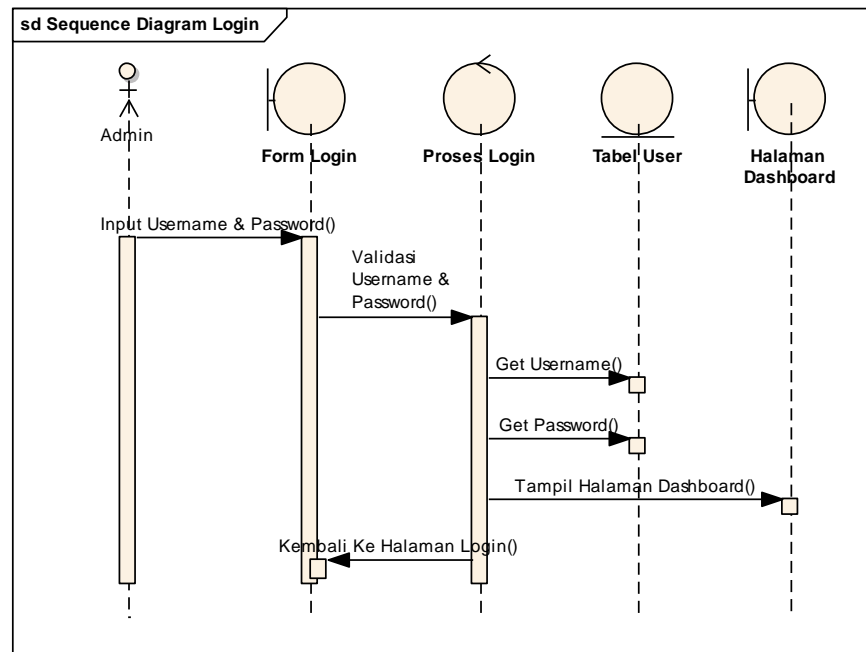 sd Sequence Diagram Login
Admin
Form Login
Proses Login
Tabel User
Halaman
Dashboard
Input Username & Password()
Validasi
Username &
Password()
Get Username()
Get Password()
Tampil Halaman Dashboard()
Kembali Ke Halaman Login()